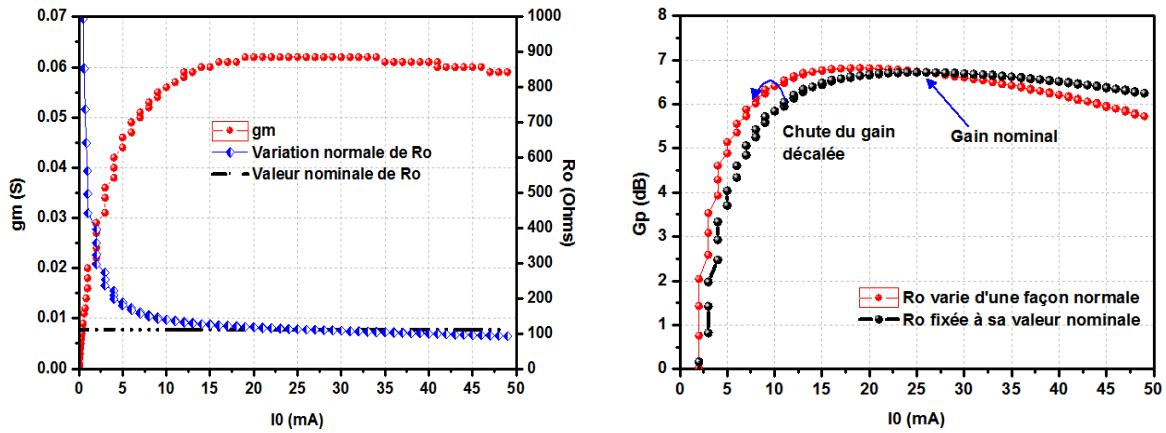 0.07
0.06
0.05
0.04
0.03
0.02
0.01
0.00
gm (S)
gm
Variation normale de Ro
Valeur nominale de Ro
1000
900
800
700
600
500
400
300
200
100
0
Ro (Ohms)
0 5 10 15 20 25 30 35 40 45 50
I0 (mA)
8
7
6
5
4
3
2
1
0
Gp (dB)
Chute du gain
décalée
Gain nominal
Ro varie d'une façon normale
Ro fixée à sa valeur nominale
0 5 10 15 20 25 30 35 40 45 50
I0 (mA)